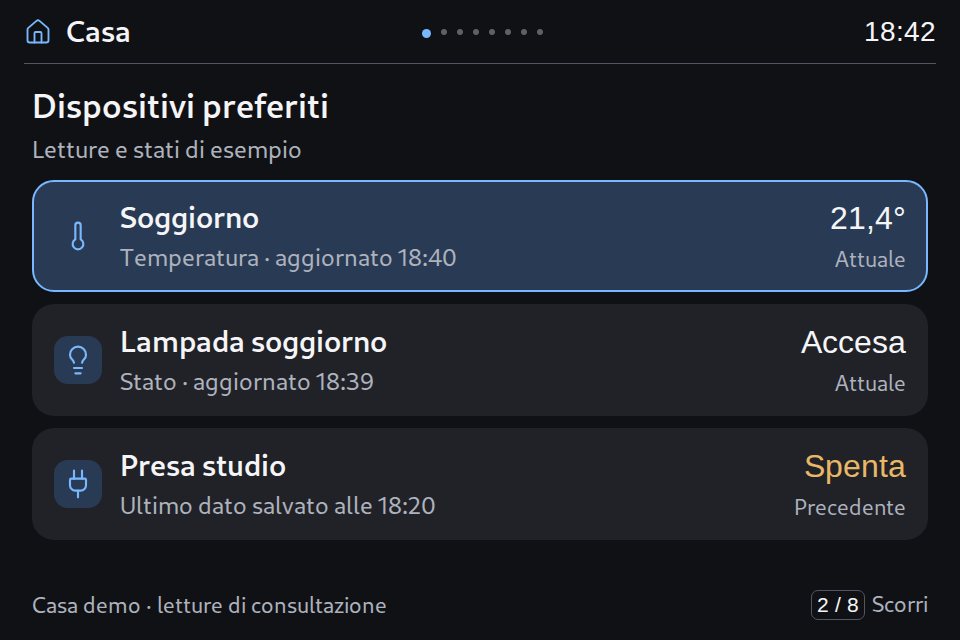 Casa
18:42
Dispositivi preferiti
Letture e stati di esempio
Soggiorno
21,4°
Temperatura · aggiornato 18:40
Attuale
Lampada soggiorno
Accesa
Stato · aggiornato 18:39
Attuale
Presa studio
Spenta
Ultimo dato salvato alle 18:20
Precedente
Casa demo · letture di consultazione
2 / 8 Scorri